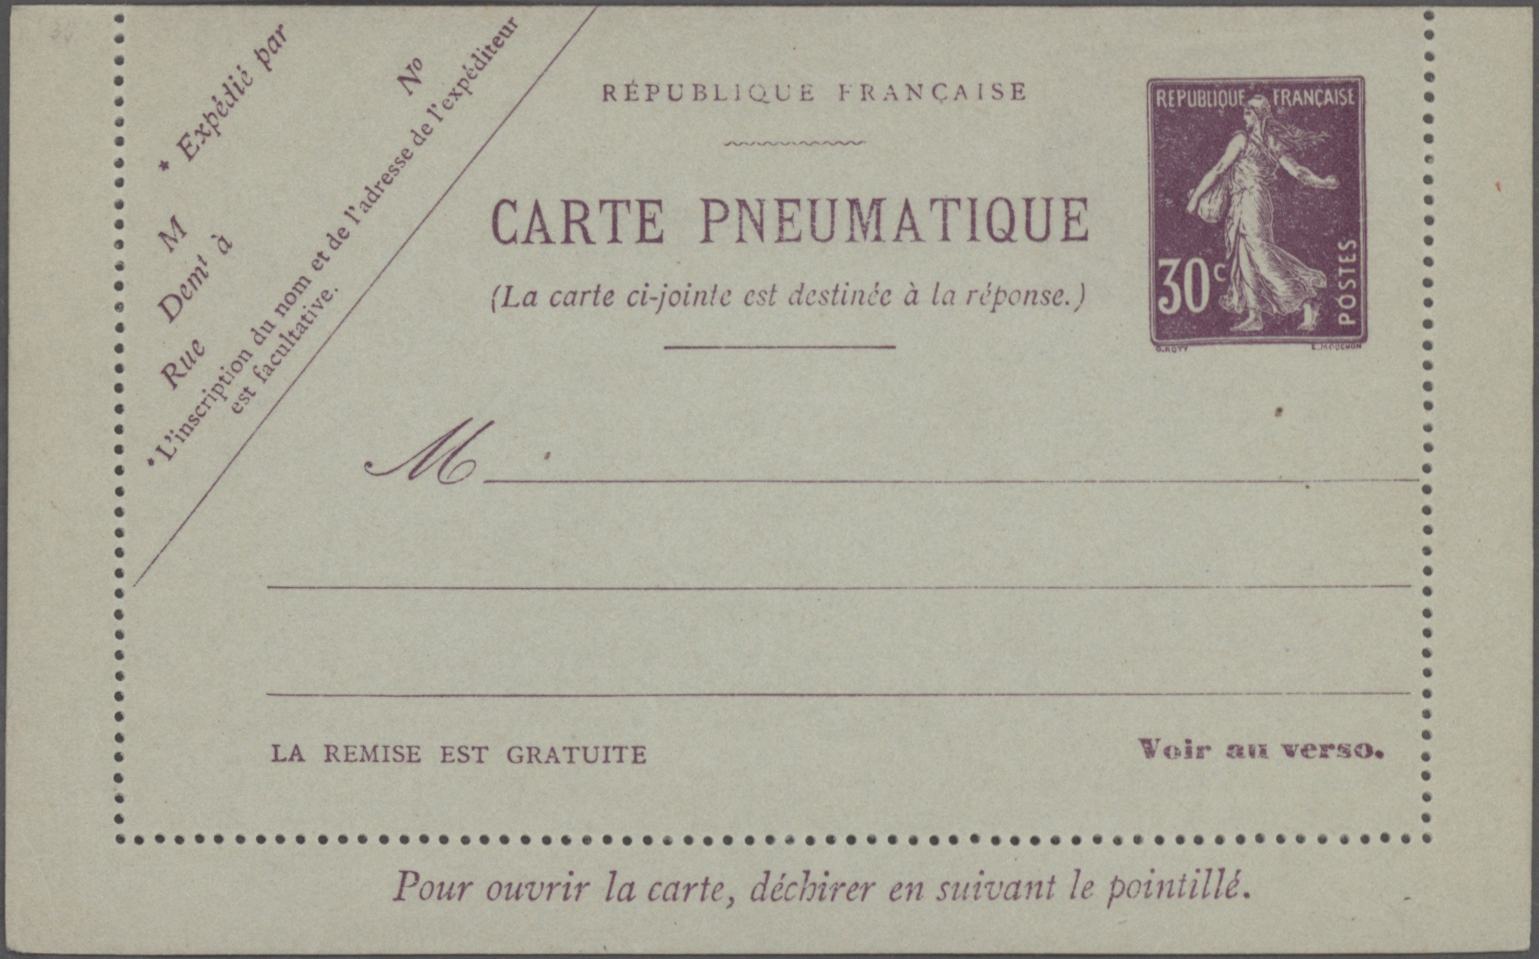 * Expédié par
M
Nº
Demt à
Rue
* L'inscription du nom et de l'adresse de l'expéditeur
est facultative.
RÉPUBLIQUE FRANÇAISE
CARTE PNEUMATIQUE
(La carte ci-jointe est destinée à la réponse.)
REPUBLIQUE FRANÇAISE
30c
POSTES
O.ROTY
E.MOUCHON
M
LA REMISE EST GRATUITE
Voir au verso.
Pour ouvrir la carte, déchirer en suivant le pointillé.